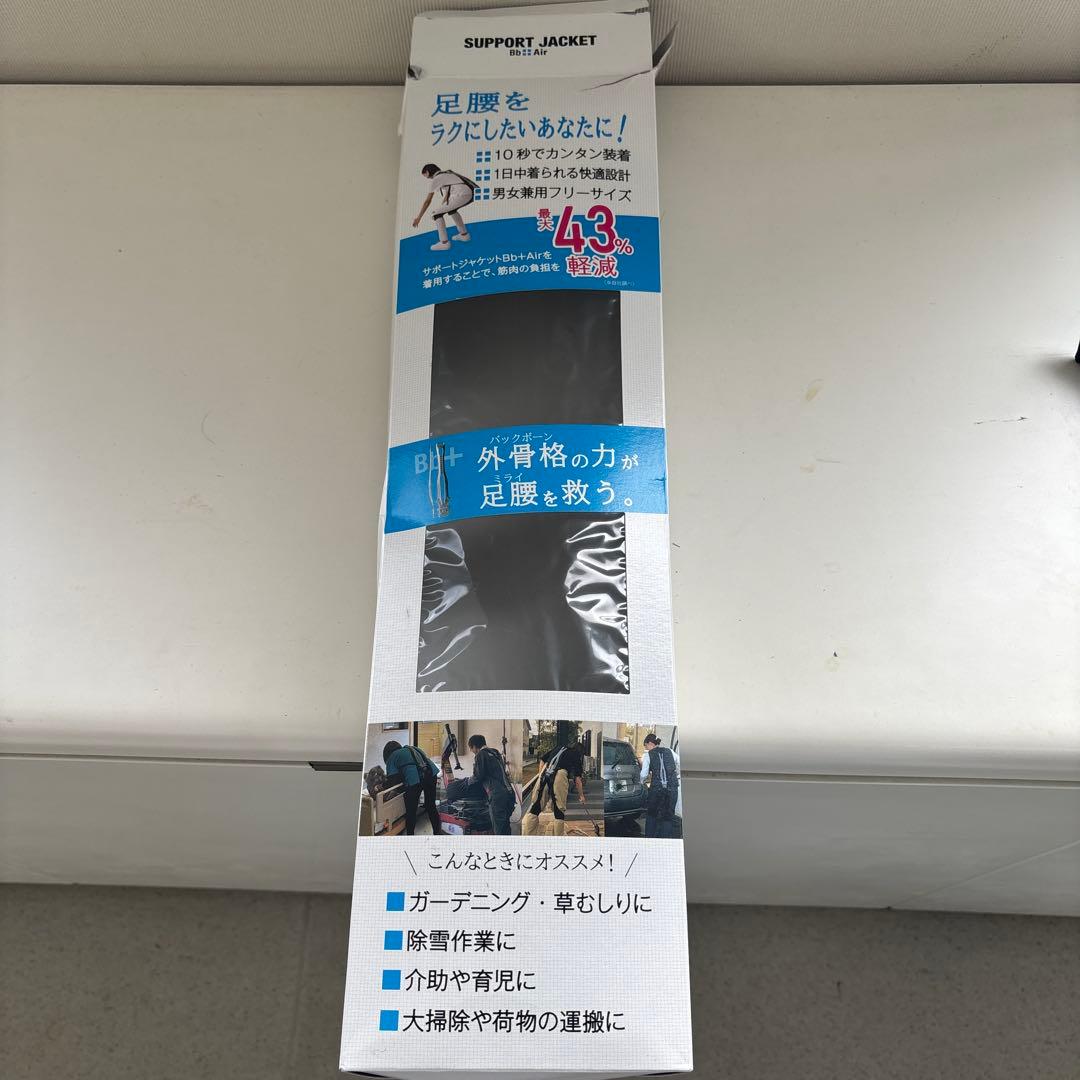 SUPPORT JACKET
Bb+Air
足腰を
ラクにしたいあなたに!
10秒でカンタン装着
1日中着られる快適設計
男女兼用フリーサイズ
最大43%軽減
サポートジャケットBb+Airを
着用することで、筋肉の負担を
Bb+
バックボーン
外骨格の力が
ミライ
足腰を救う。
こんなときにオススメ!
ガーデニング・草むしりに
除雪作業に
介助や育児に
大掃除や荷物の運搬に